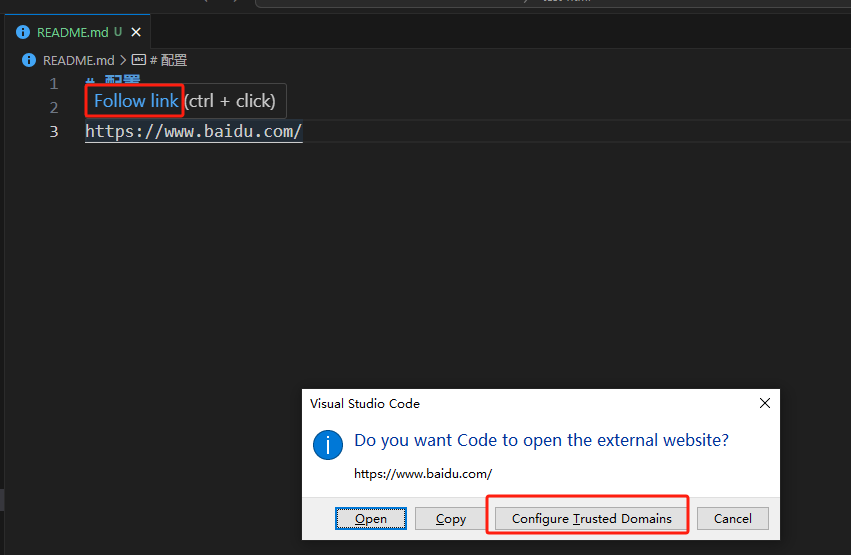 README.md U
README.md > # 配置
1 # 配置
2 Follow link (ctrl + click)
3 https://www.baidu.com/
Visual Studio Code
Do you want Code to open the external website?
https://www.baidu.com/
Open Copy Configure Trusted Domains Cancel